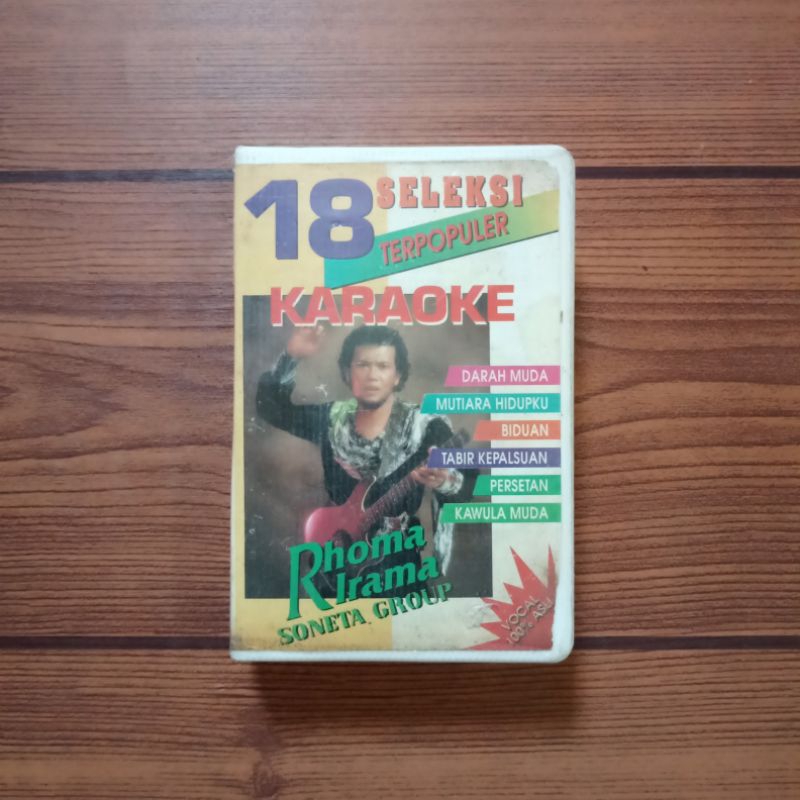 18 SELEKSI
TERPOPULER
KARAOKE
DARAH MUDA
MUTIARA HIDUPKU
BIDUAN
TABIR KEPALSUAN
PERSETAN
KAWULA MUDA
Rhoma
Irama
SONETA GROUP
VOCAL
100% ASLI